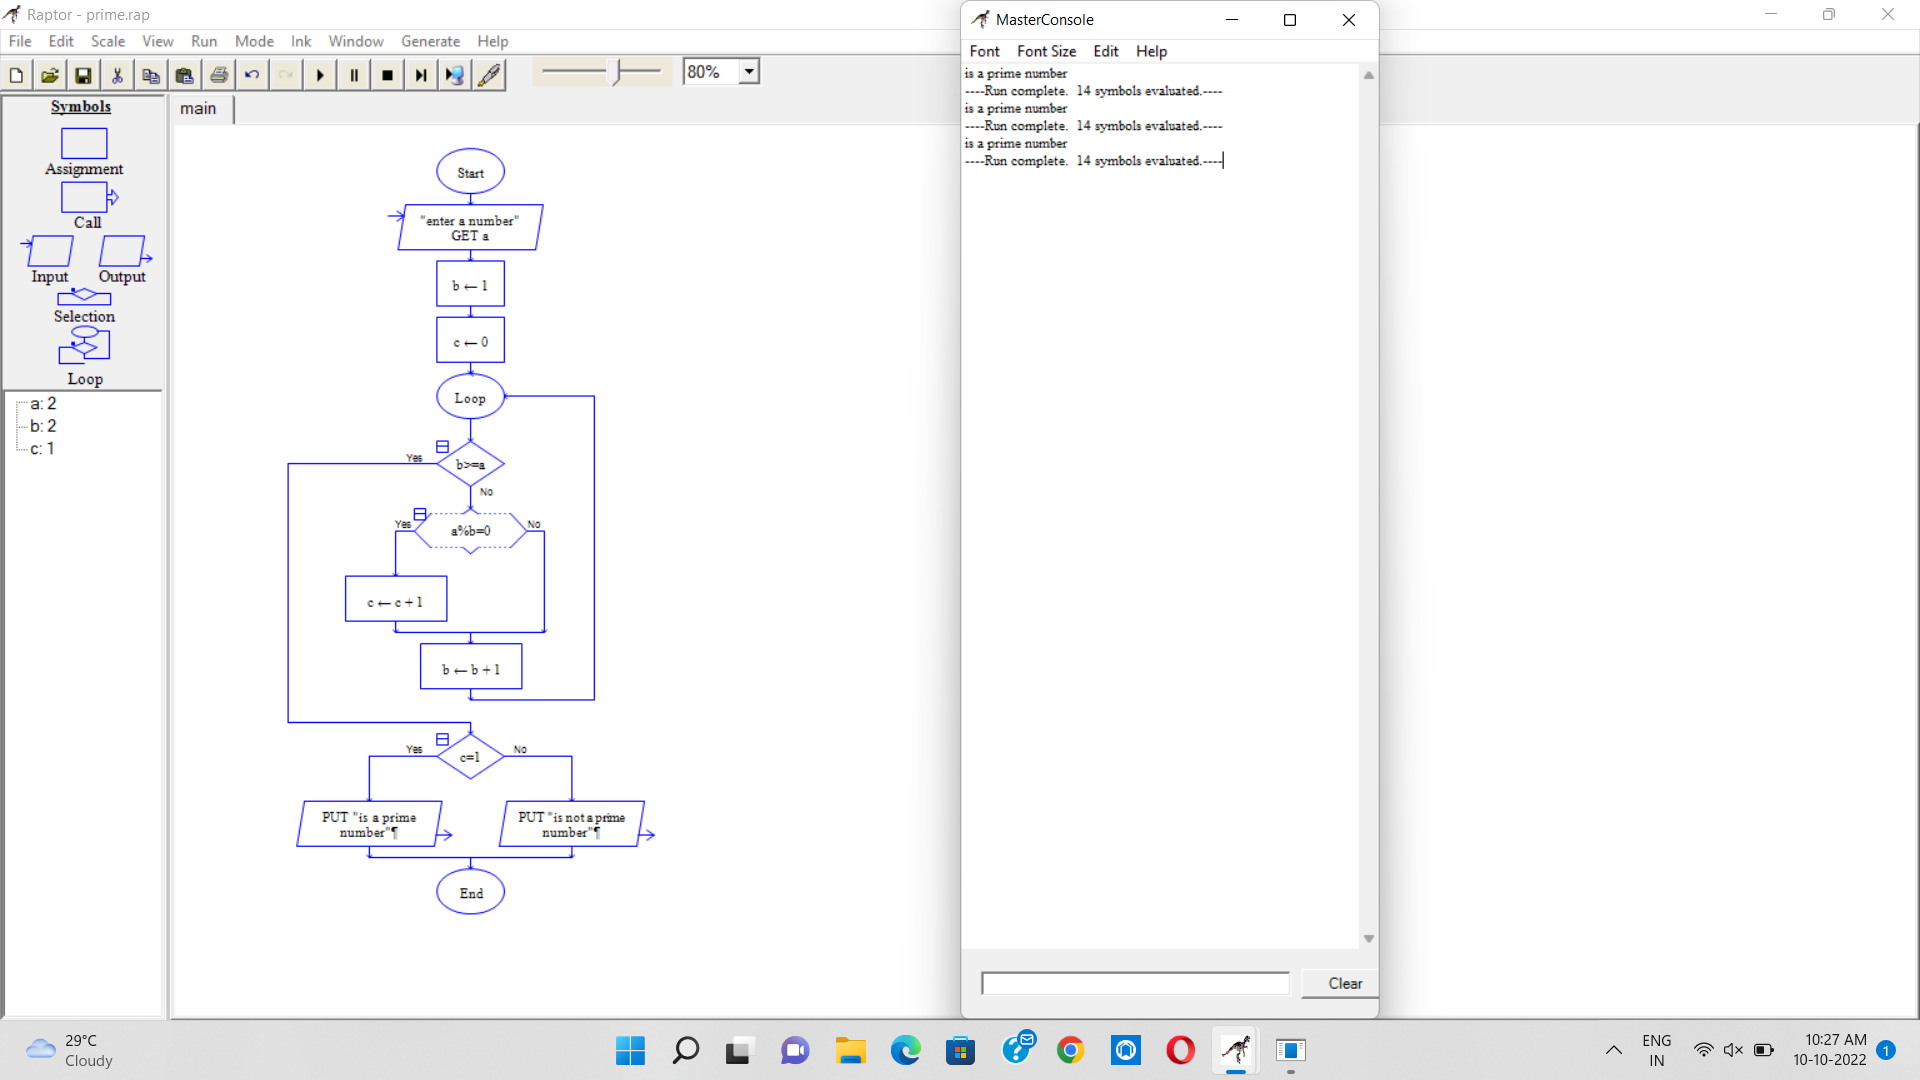 Raptor - prime.rap
File Edit Scale View Run Mode Ink Window Generate Help
80%
Symbols
Assignment
Call
Input Output
Selection
Loop
a: 2
b: 2
c: 1
main
Start
"enter a number"
GET a
b ← 1
c ← 0
Loop
Yes
b>=a
No
Yes
a%b=0
No
c ← c + 1
b ← b + 1
Yes
c=1
No
PUT "is a prime
number"¶
PUT "is not a prime
number"¶
End
MasterConsole
Font Font Size Edit Help
is a prime number
----Run complete. 14 symbols evaluated.----
is a prime number
----Run complete. 14 symbols evaluated.----
is a prime number
----Run complete. 14 symbols evaluated.----
Clear
29°C
Cloudy
ENG
IN
10:27 AM
10-10-2022
1